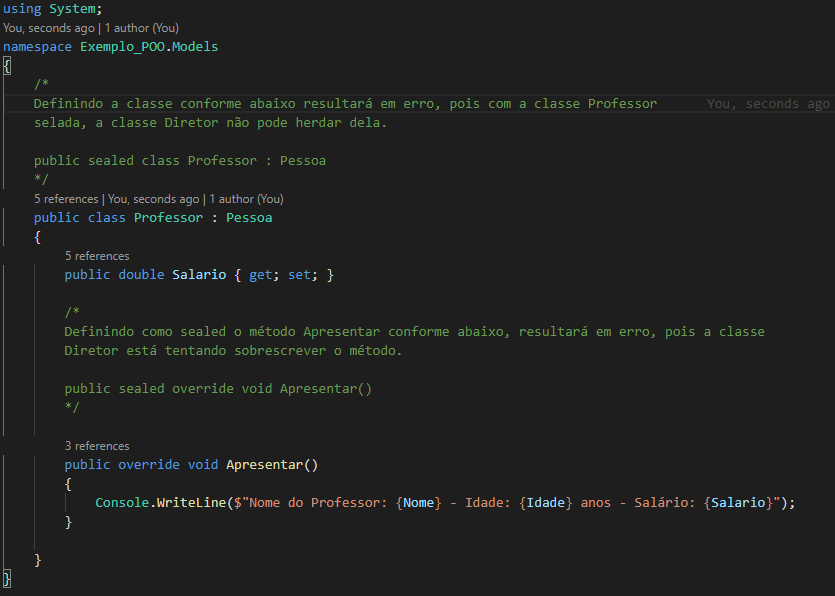 using System;
You, seconds ago | 1 author (You)
namespace Exemplo_POO.Models
{
/*
Definindo a classe conforme abaixo resultará em erro, pois com a classe Professor You, seconds ago
selada, a classe Diretor não pode herdar dela.
public sealed class Professor : Pessoa
*/
5 references | You, seconds ago | 1 author (You)
public class Professor : Pessoa
{
5 references
public double Salario { get; set; }
/*
Definindo como sealed o método Apresentar conforme abaixo, resultará em erro, pois a classe
Diretor está tentando sobrescrever o método.
public sealed override void Apresentar()
*/
3 references
public override void Apresentar()
{
Console.WriteLine($"Nome do Professor: {Nome} - Idade: {Idade} anos - Salário: {Salario}");
}
}
}